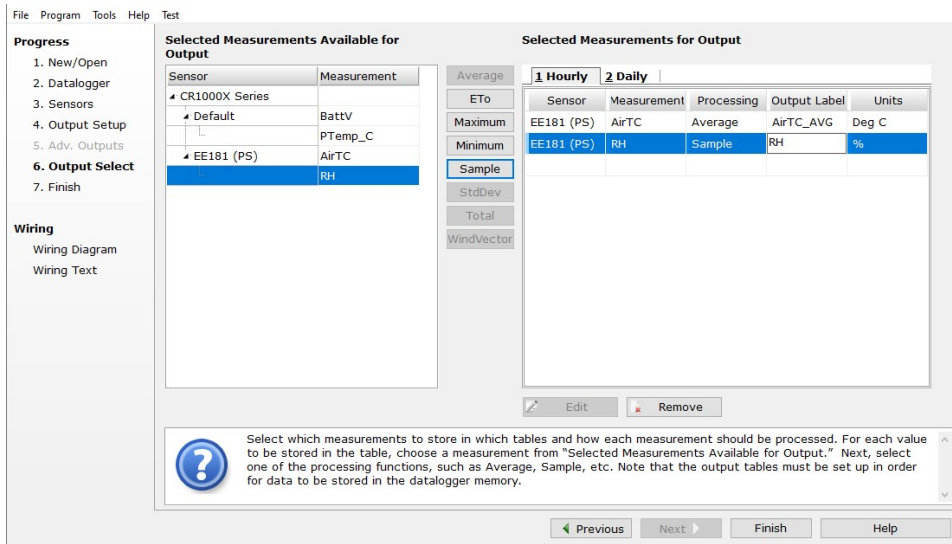 File Program Tools Help Test
Progress
1. New/Open
2. Datalogger
3. Sensors
4. Output Setup
5. Adv. Outputs
6. Output Select
7. Finish
Wiring
Wiring Diagram
Wiring Text
Selected Measurements Available for
Output
Sensor Measurement
CR1000X Series
Default BattV
PTemp_C
EE181 (PS) AirTC
RH
Average
ETo
Maximum
Minimum
Sample
StdDev
Total
WindVector
Selected Measurements for Output
1 Hourly 2 Daily
Sensor Measurement Processing Output Label Units
EE181 (PS) AirTC Average AirTC_AVG Deg C
EE181 (PS) RH Sample RH %
Edit Remove
Select which measurements to store in which tables and how each measurement should be processed. For each value
to be stored in the table, choose a measurement from "Selected Measurements Available for Output." Next, select
one of the processing functions, such as Average, Sample, etc. Note that the output tables must be set up in order
for data to be stored in the datalogger memory.
Previous Next Finish Help